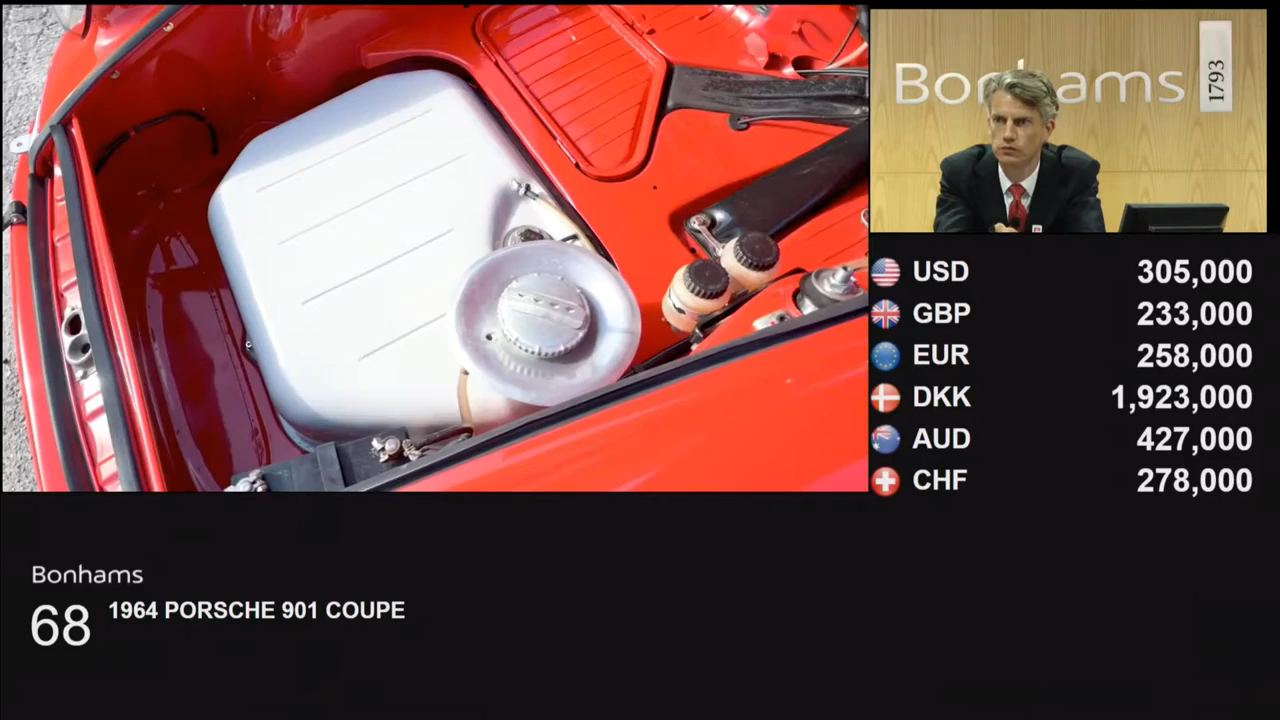 Bonhams
1793
USD 305,000
GBP 233,000
EUR 258,000
DKK 1,923,000
AUD 427,000
CHF 278,000
Bonhams
68 1964 PORSCHE 901 COUPE